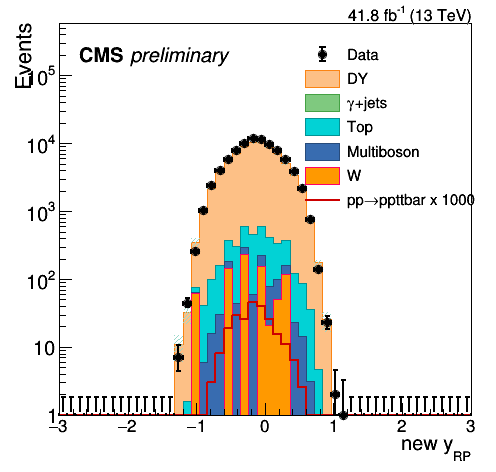 41.8 fb⁻¹ (13 TeV)
Events
CMS preliminary
Data
DY
γ+jets
Top
Multiboson
W
pp→ppttbar x 1000
10⁵
10⁴
10³
10²
10
1
−3 −2 −1 0 1 2 3
new y_RP